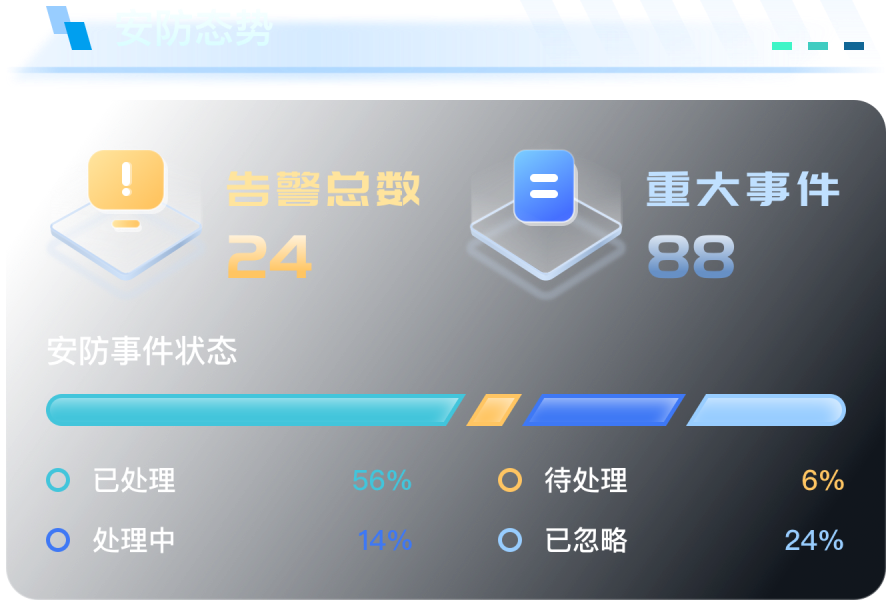 安防态势
告警总数
24
重大事件
88
安防事件状态
已处理 56%
待处理 6%
处理中 14%
已忽略 24%